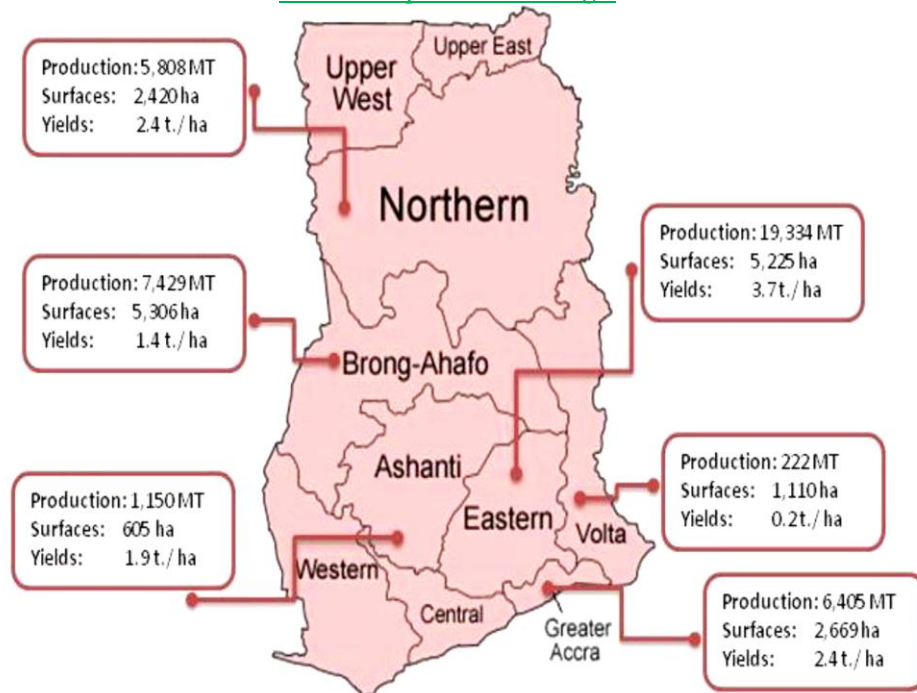 Upper East
Upper
West
Northern
Brong-Ahafo
Ashanti
Eastern
Volta
Western
Central
Greater
Accra
Production: 5,808 MT
Surfaces: 2,420 ha
Yields: 2.4 t./ ha
Production: 7,429 MT
Surfaces: 5,306 ha
Yields: 1.4 t./ ha
Production: 1,150 MT
Surfaces: 605 ha
Yields: 1.9 t./ ha
Production: 19,334 MT
Surfaces: 5,225 ha
Yields: 3.7 t./ ha
Production: 222 MT
Surfaces: 1,110 ha
Yields: 0.2 t./ ha
Production: 6,405 MT
Surfaces: 2,669 ha
Yields: 2.4 t./ ha